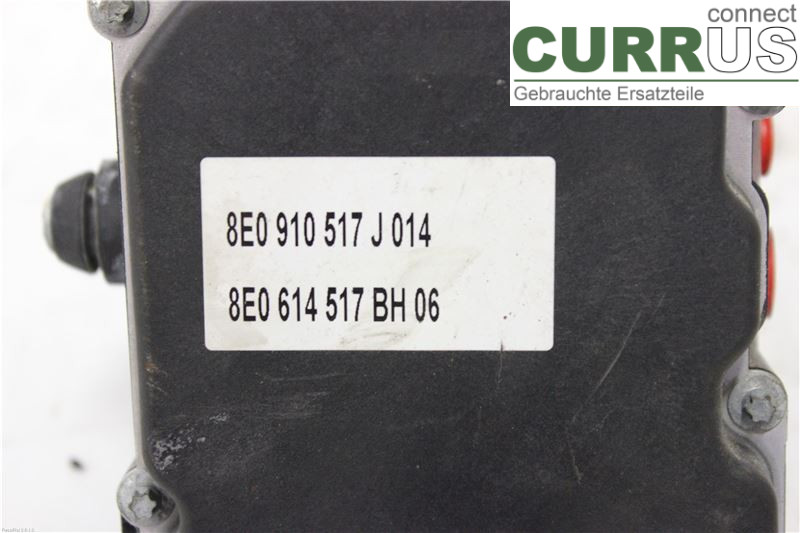 connect
CURRUS
Gebrauchte Ersatzteile
8E0 910 517 J 014
8E0 614 517 BH 06